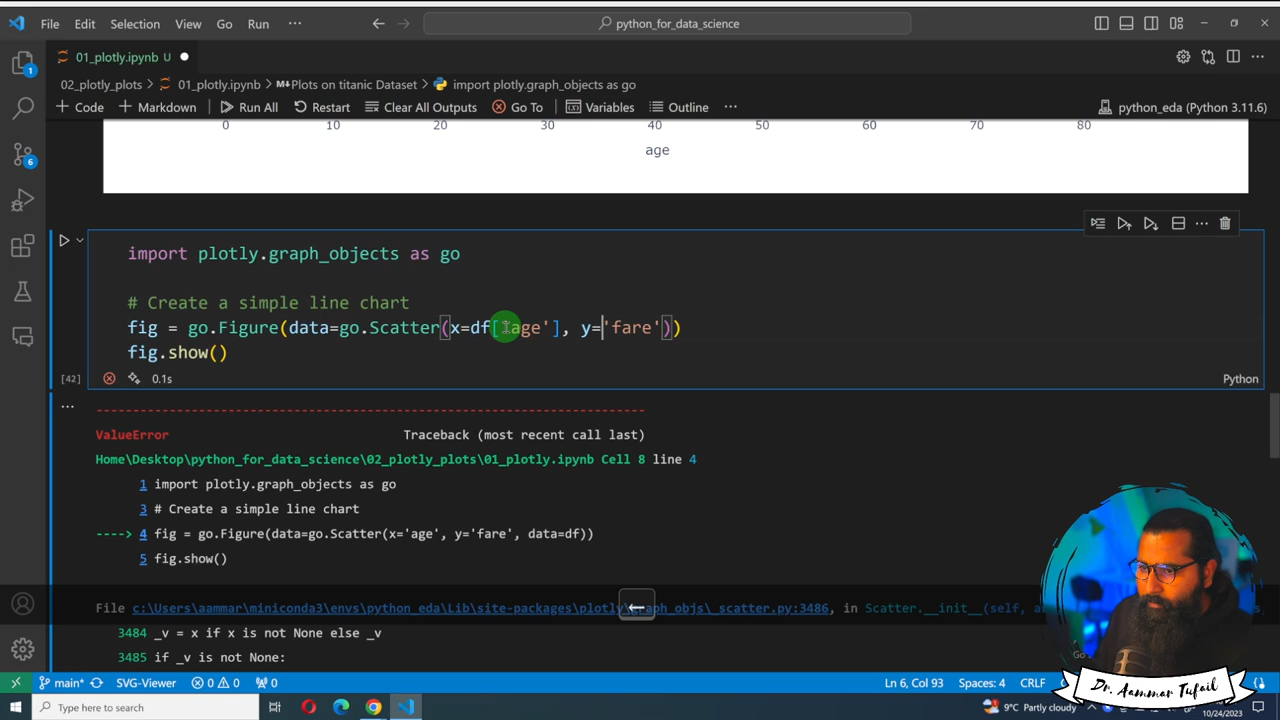 File Edit Selection View Go Run ··· python_for_data_science
01_plotly.ipynb U
02_plotly_plots > 01_plotly.ipynb > M↓Plots on titanic Dataset > import plotly.graph_objects as go
+ Code + Markdown Run All Restart Clear All Outputs Go To Variables Outline ··· python_eda (Python 3.11.6)
0 10 20 30 40 50 60 70 80
age
import plotly.graph_objects as go
# Create a simple line chart
fig = go.Figure(data=go.Scatter(x=df['age'], y='fare'))
fig.show()
[42] 0.1s Python
---------------------------------------------------------------------------
ValueError Traceback (most recent call last)
Home\Desktop\python_for_data_science\02_plotly_plots\01_plotly.ipynb Cell 8 line 4
1 import plotly.graph_objects as go
3 # Create a simple line chart
----> 4 fig = go.Figure(data=go.Scatter(x='age', y='fare', data=df))
5 fig.show()
File c:\Users\aammar\miniconda3\envs\python_eda\Lib\site-packages\plotly\graph_objs\_scatter.py:3486, in Scatter.__init__(self,
3484 _v = x if x is not None else _v
3485 if _v is not None:
1
6
←
main* SVG-Viewer 0 0 0 Ln 6, Col 93 Spaces: 4 CRLF
Dr. Aammar Tufail
Type here to search 9°C Partly cloudy
10/24/2023